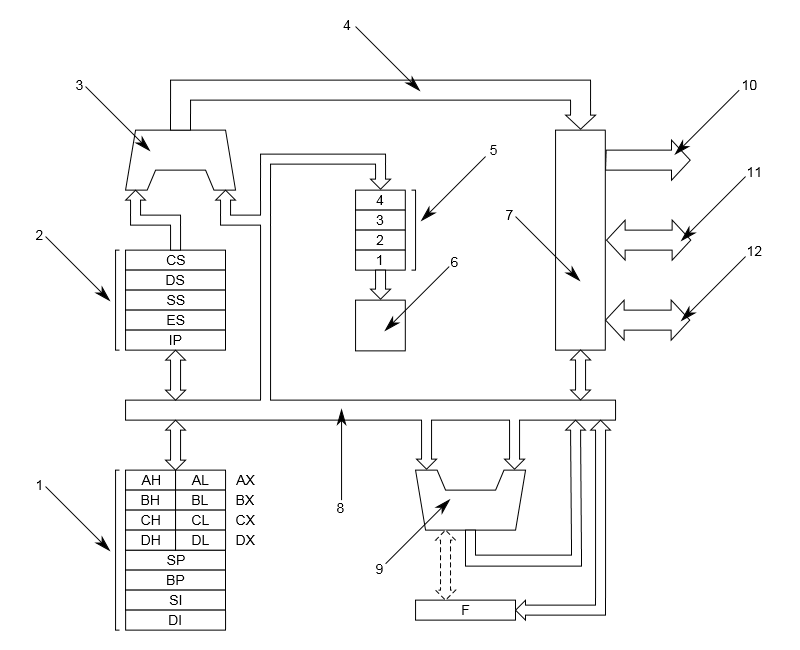 4
3
10
5
11
4
3
2
1
7
2
6
12
CS
DS
SS
ES
IP
1
AH AL AX
BH BL BX
CH CL CX
DH DL DX
SP
BP
SI
DI
8
9
F